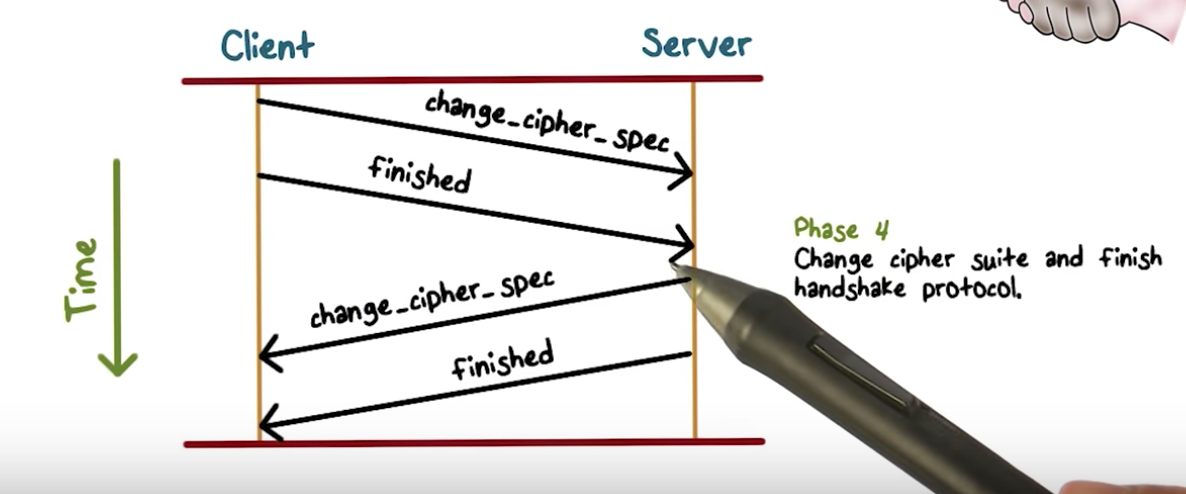 Client
Server
change_cipher_spec
finished
change_cipher_spec
finished
Time
Phase 4
Change cipher suite and finish
handshake protocol.